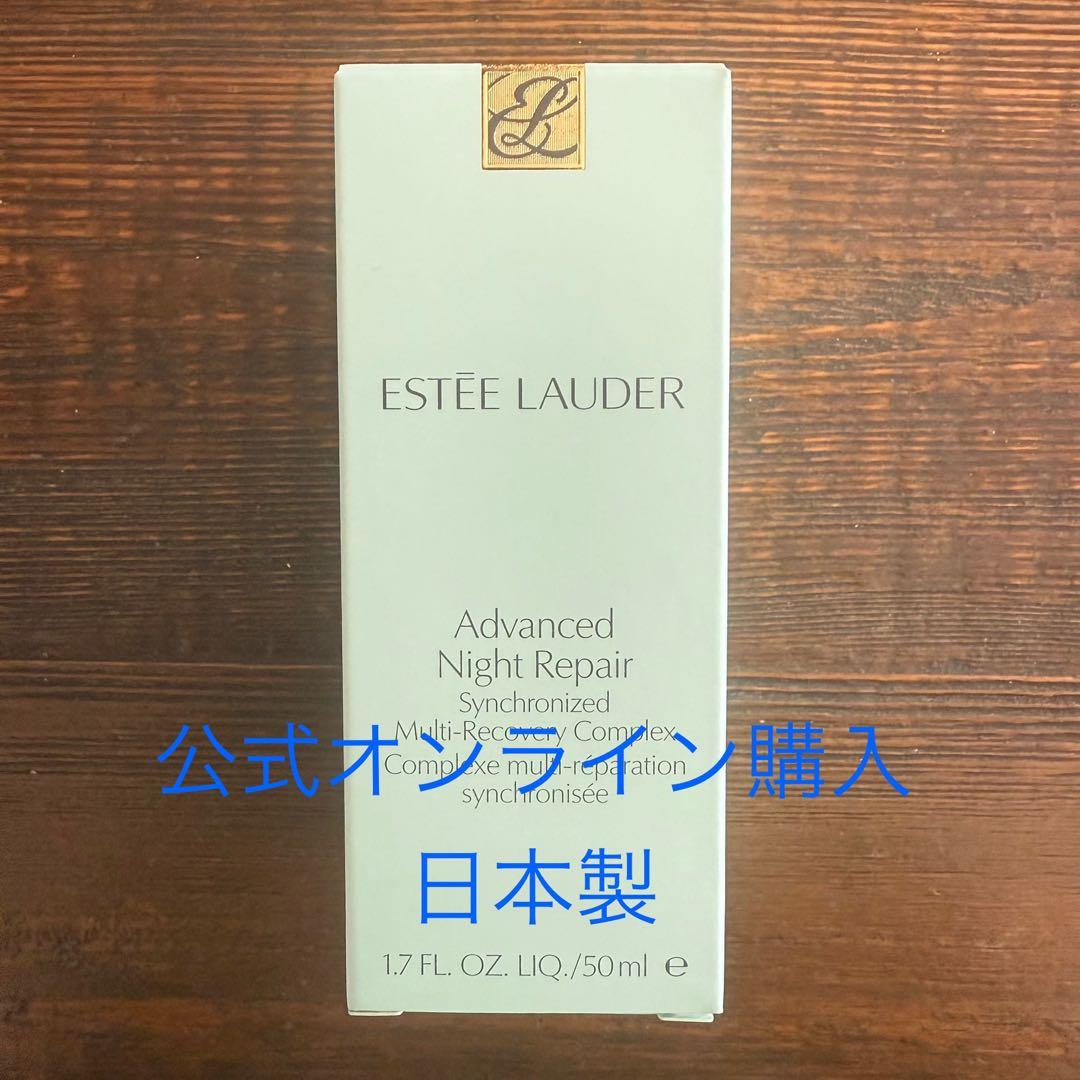 EL
ESTĒE LAUDER
Advanced
Night Repair
Synchronized
Multi-Recovery Complex
Complexe multi-réparation
synchronisée
公式オンライン購入
日本製
1.7 FL. OZ. LIQ./50 ml ℮